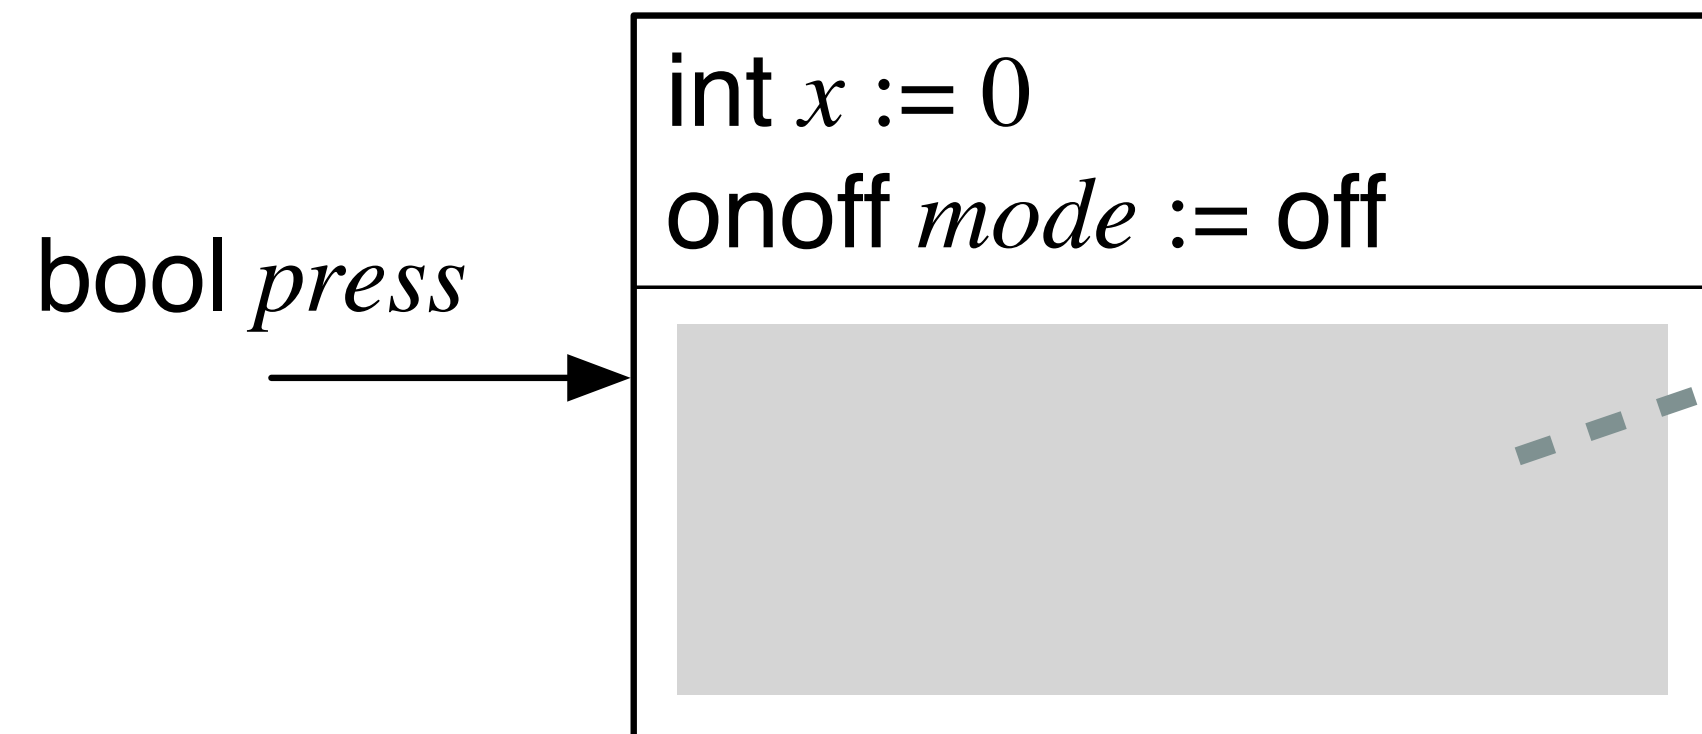 int x := 0
onoff mode := off
bool press